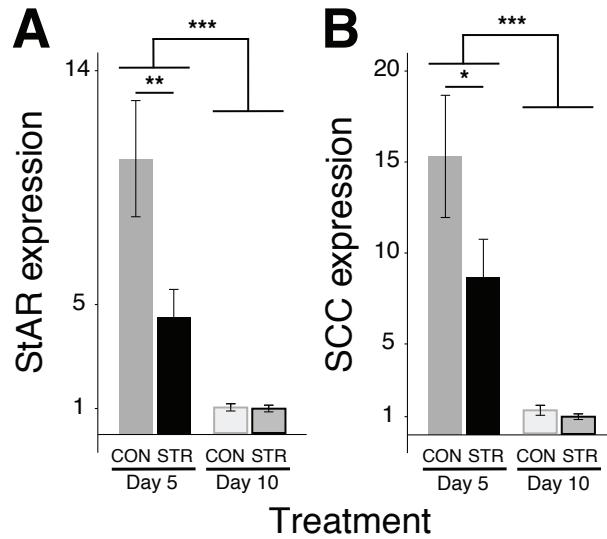 A
StAR expression
14
5
1
***
**
CON STR CON STR
Day 5 Day 10
B
SCC expression
20
15
10
5
1
***
*
CON STR CON STR
Day 5 Day 10
Treatment